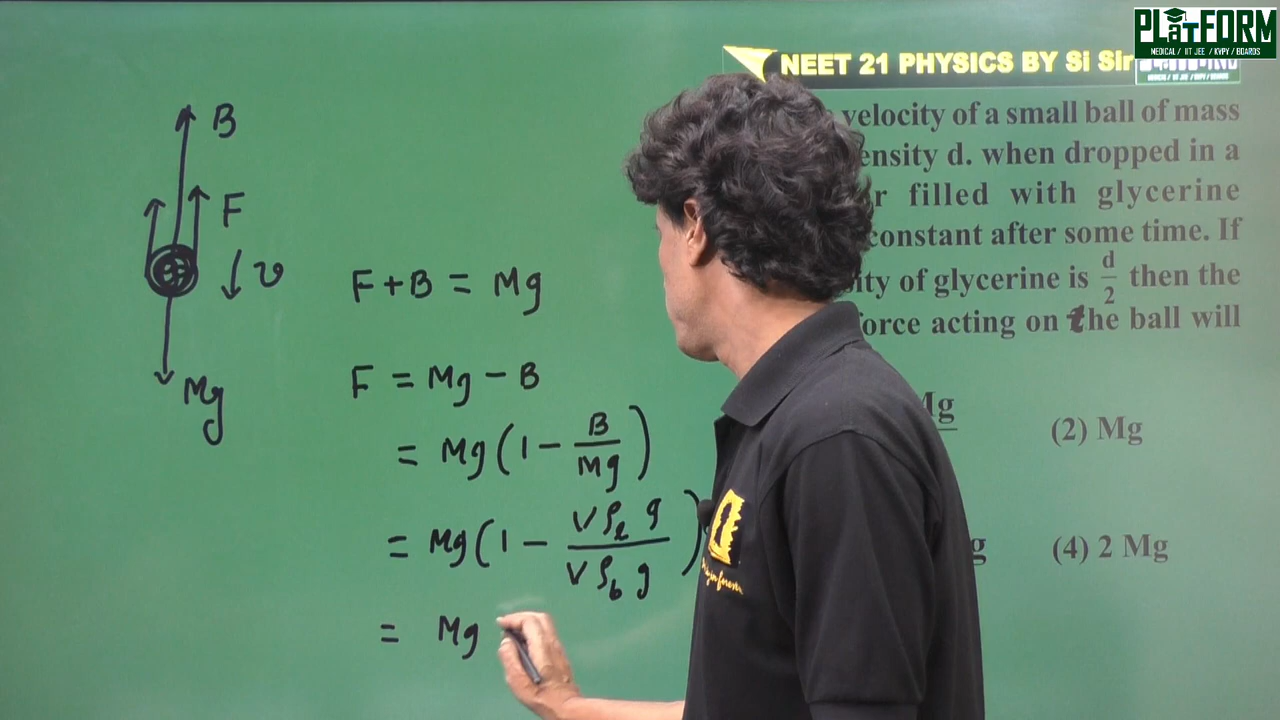 PLATFORM
MEDICAL / IIT JEE / KVPY / BOARDS
NEET 21 PHYSICS BY Si Sir
velocity of a small ball of mass
d. when dropped in a
filled with glycerine
constant after some time. If
of glycerine is d/2 then the
force acting on the ball will
Mg
(2) Mg
(4) 2 Mg
B
F
v
Mg
F + B = Mg
F = Mg - B
= Mg (1 - B/Mg)
= Mg (1 - Vρₗ g / Vρ_b g)
= Mg